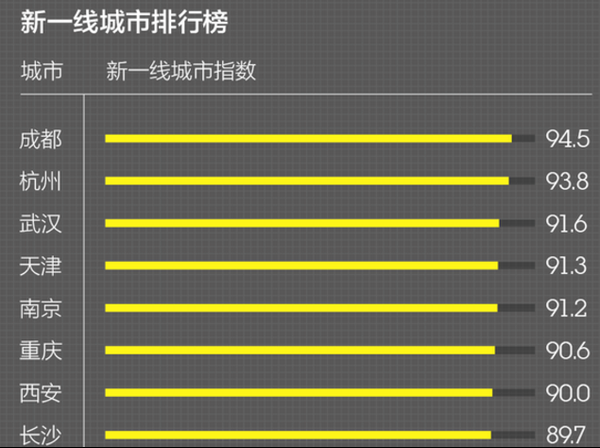 新一线城市排行榜
城市 新一线城市指数
成都 94.5
杭州 93.8
武汉 91.6
天津 91.3
南京 91.2
重庆 90.6
西安 90.0
长沙 89.7